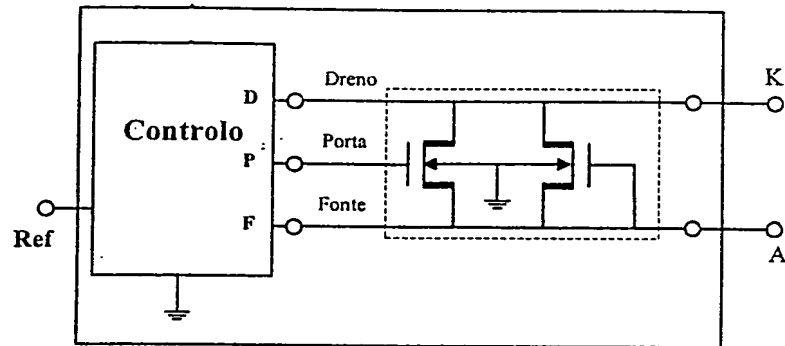 D
Dreno
K
Controlo
P
Porta
Ref
F
Fonte
A